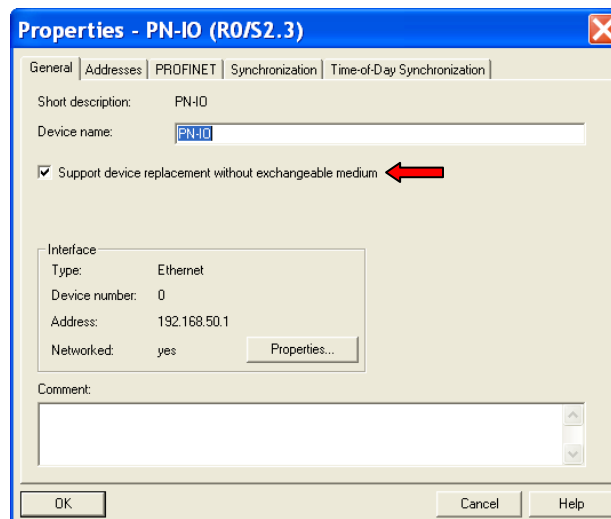 Properties - PN-IO (R0/S2.3)
General Addresses PROFINET Synchronization Time-of-Day Synchronization
Short description: PN-IO
Device name: PN-IO
Support device replacement without exchangeable medium
Interface
Type: Ethernet
Device number: 0
Address: 192.168.50.1
Networked: yes Properties...
Comment:
OK Cancel Help